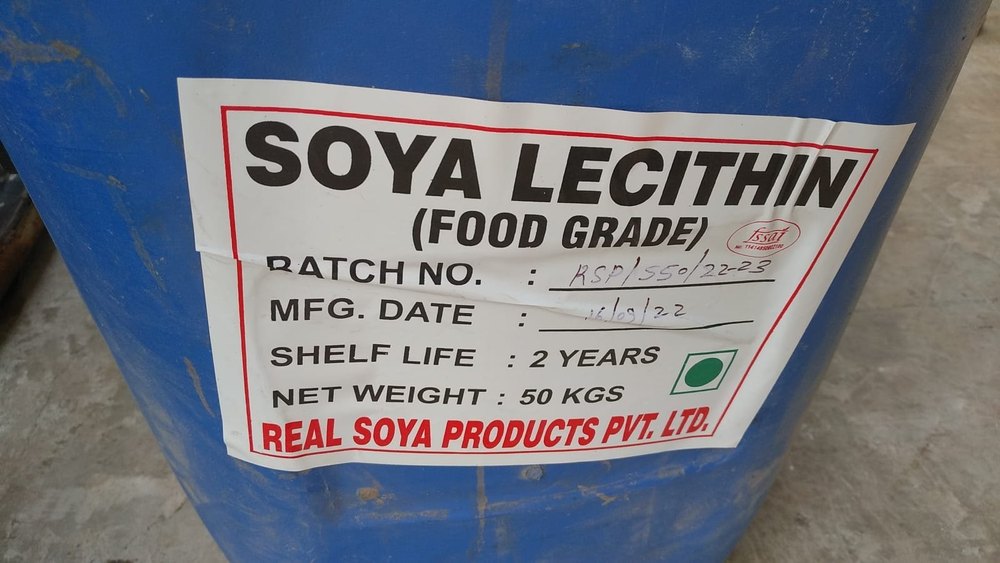 SOYA LECITHIN
(FOOD GRADE)
fssai
BATCH NO. : RSP/550/22-23
MFG. DATE : 16/09/22
SHELF LIFE : 2 YEARS
NET WEIGHT : 50 KGS
REAL SOYA PRODUCTS PVT. LTD.